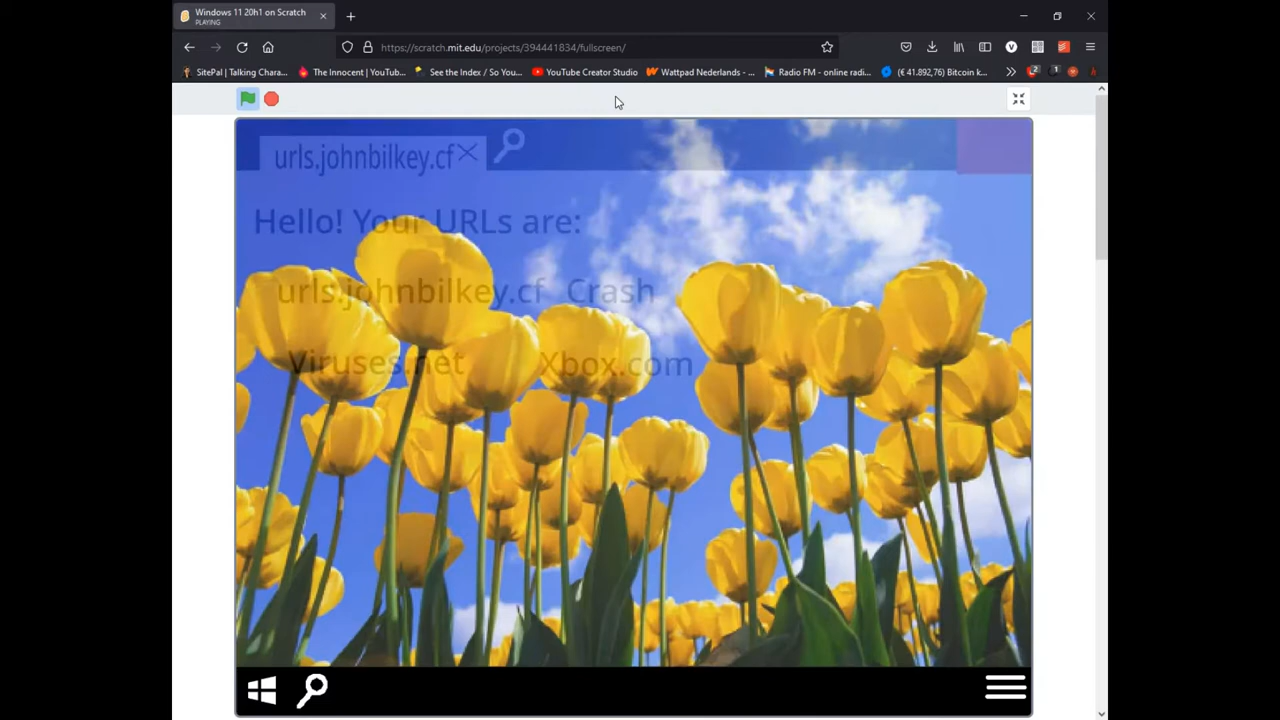 Windows 11 20h1 on Scratch
PLAYING
https://scratch.mit.edu/projects/394441834/fullscreen/
SitePal | Talking Chara... The Innocent | YouTub... See the Index / So You... YouTube Creator Studio Wattpad Nederlands - ... Radio FM - online radi... (€ 41.892,76) Bitcoin k...
urls.johnbilkey.cf
Hello! Your URLs are:
urls.johnbilkey.cf Crash
Viruses.net Xbox.com